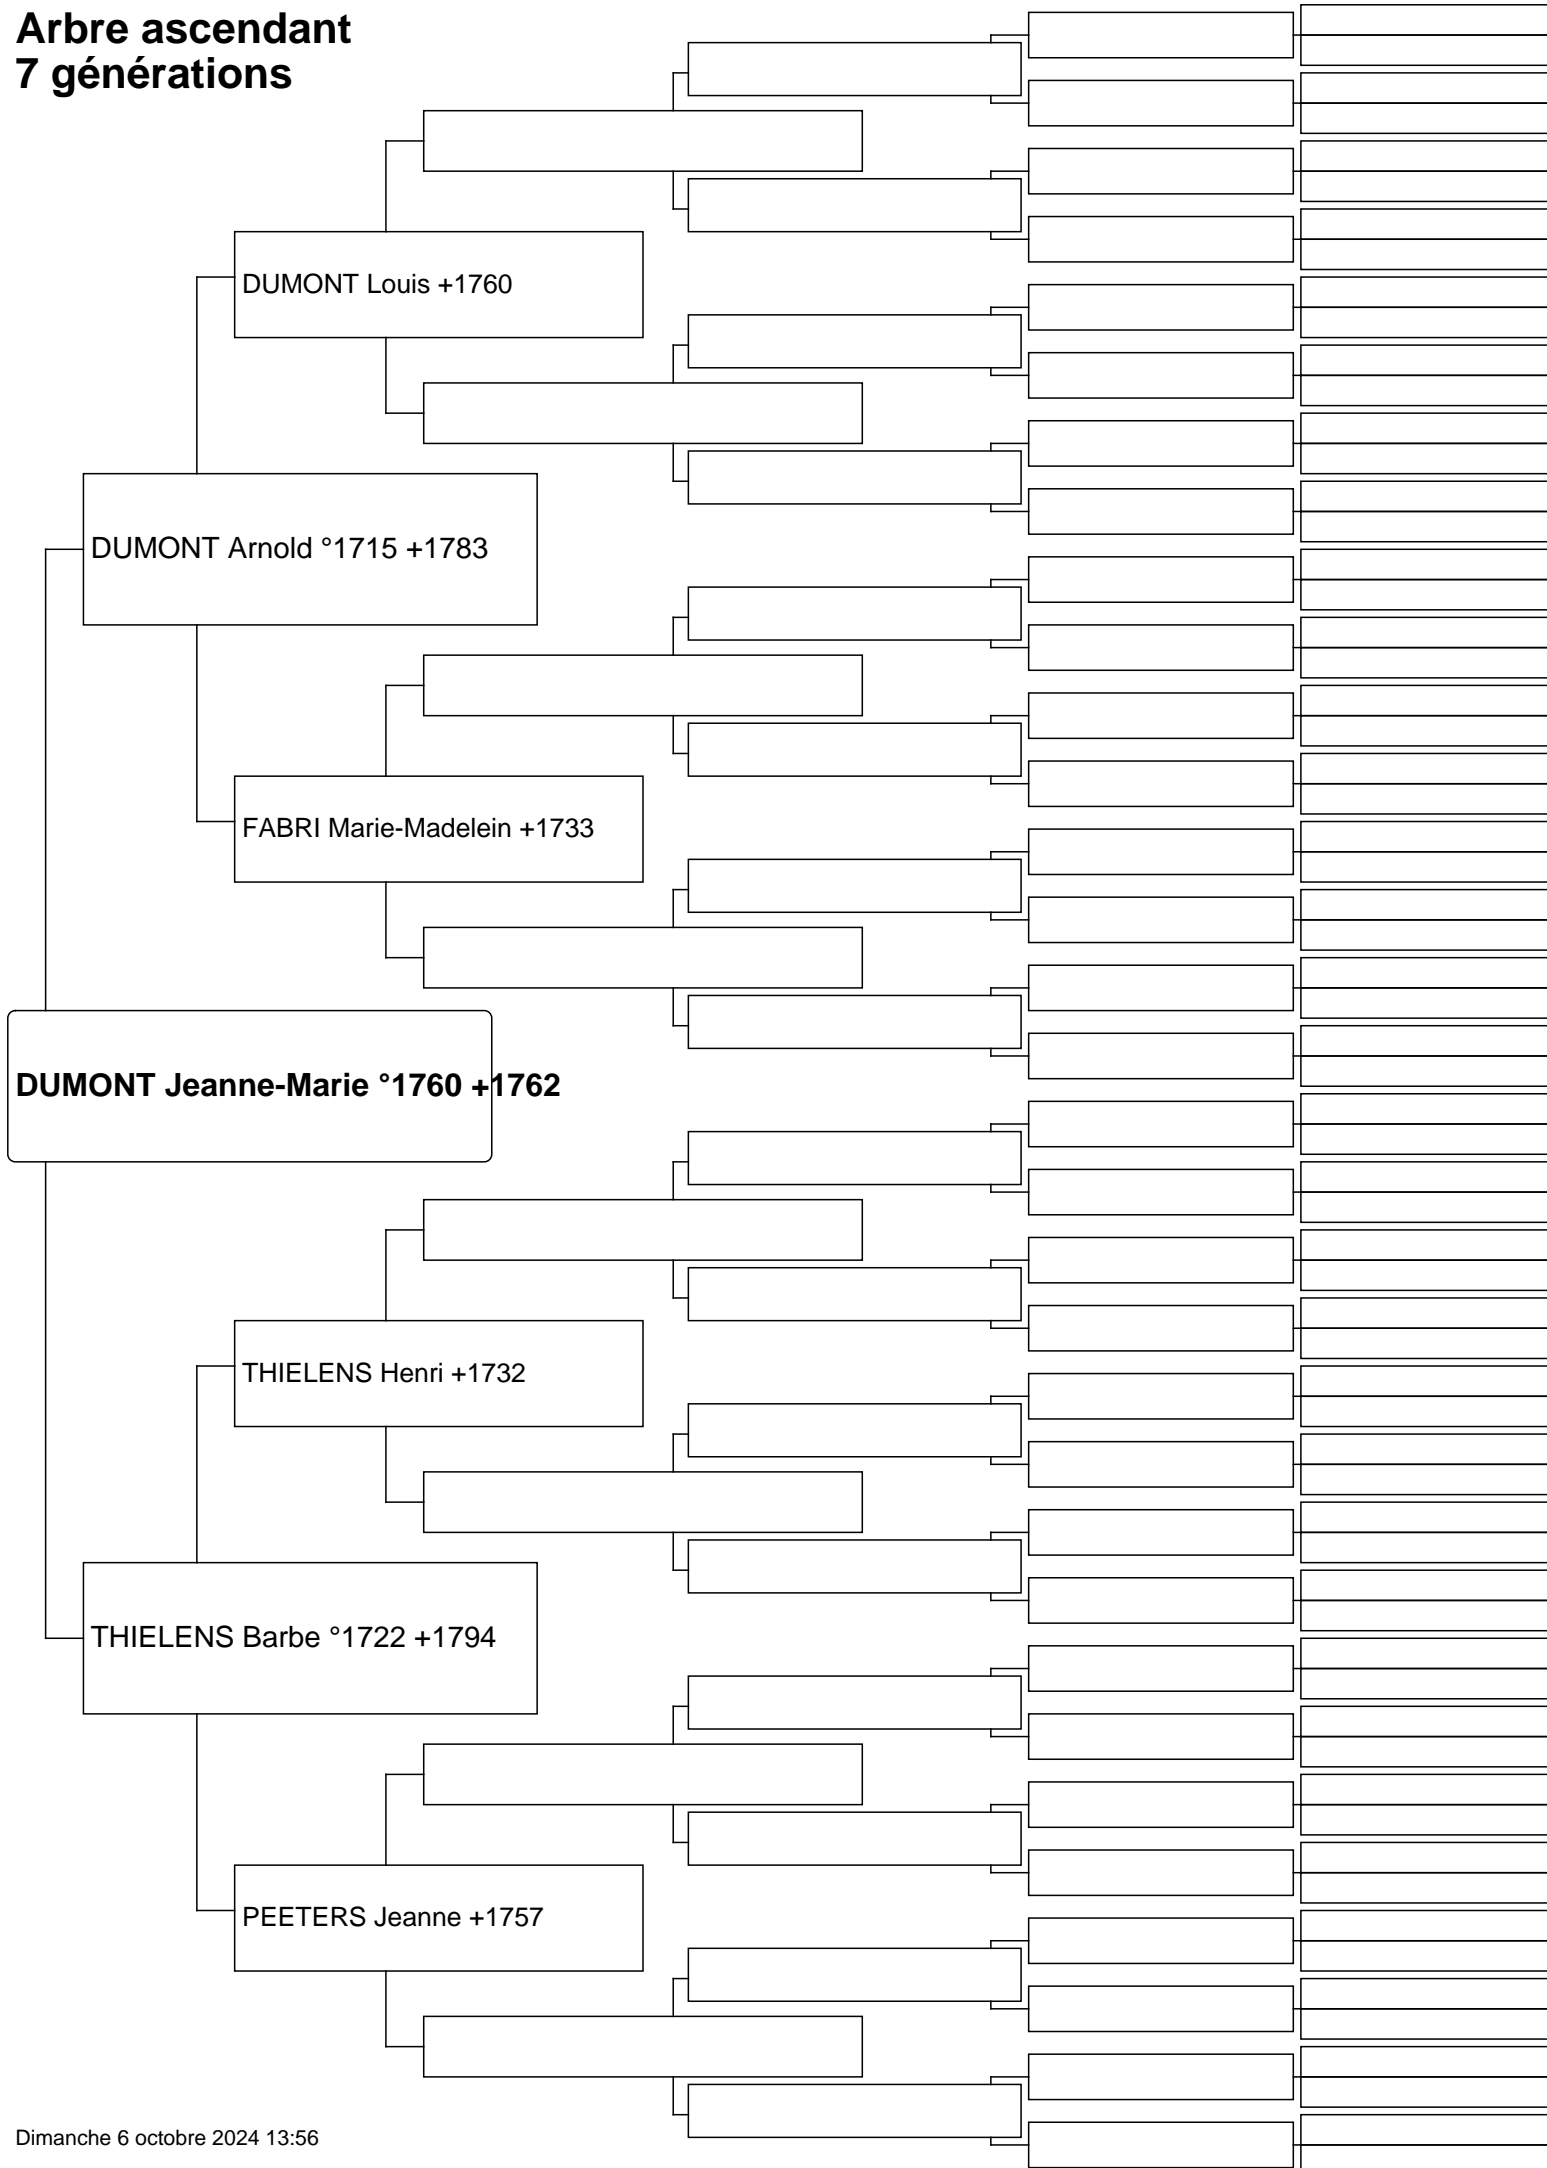 Arbre ascendant
7 générations
DUMONT Louis +1760
DUMONT Arnold °1715 +1783
FABRI Marie-Madelein +1733
DUMONT Jeanne-Marie °1760 +1762
THIELENS Henri +1732
THIELENS Barbe °1722 +1794
PEETERS Jeanne +1757
Dimanche 6 octobre 2024 13:56